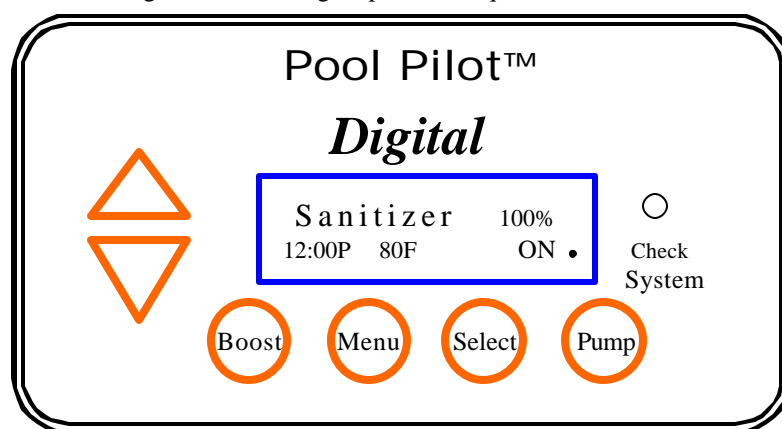 Pool Pilot™
Digital
Sanitizer 100%
12:00P 80F ON .
Check
System
Boost Menu Select Pump